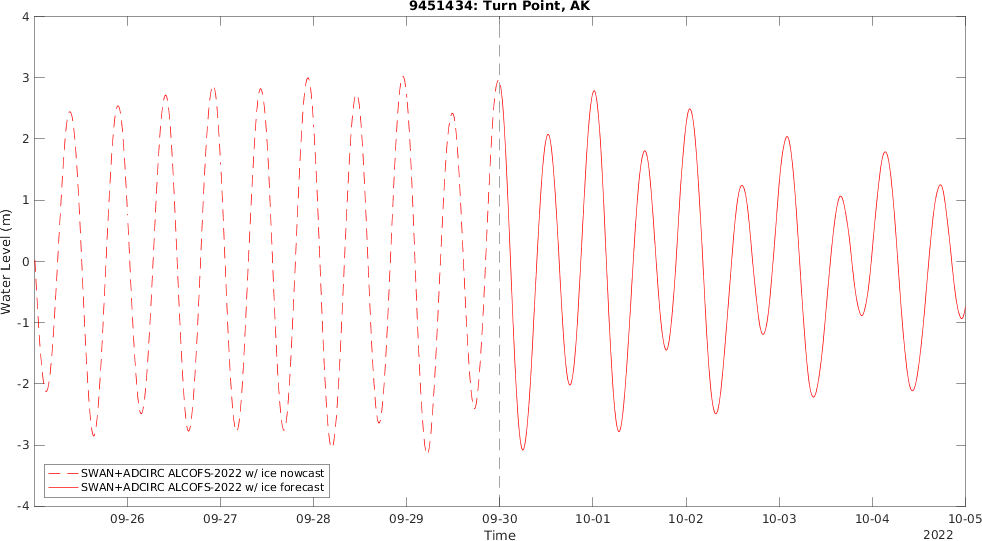 9451434: Turn Point, AK
4
3
2
1
0
-1
-2
-3
-4
Water Level (m)
SWAN+ADCIRC ALCOFS-2022 w/ ice nowcast
SWAN+ADCIRC ALCOFS-2022 w/ ice forecast
09-26 09-27 09-28 09-29 09-30 10-01 10-02 10-03 10-04 10-05
Time
2022